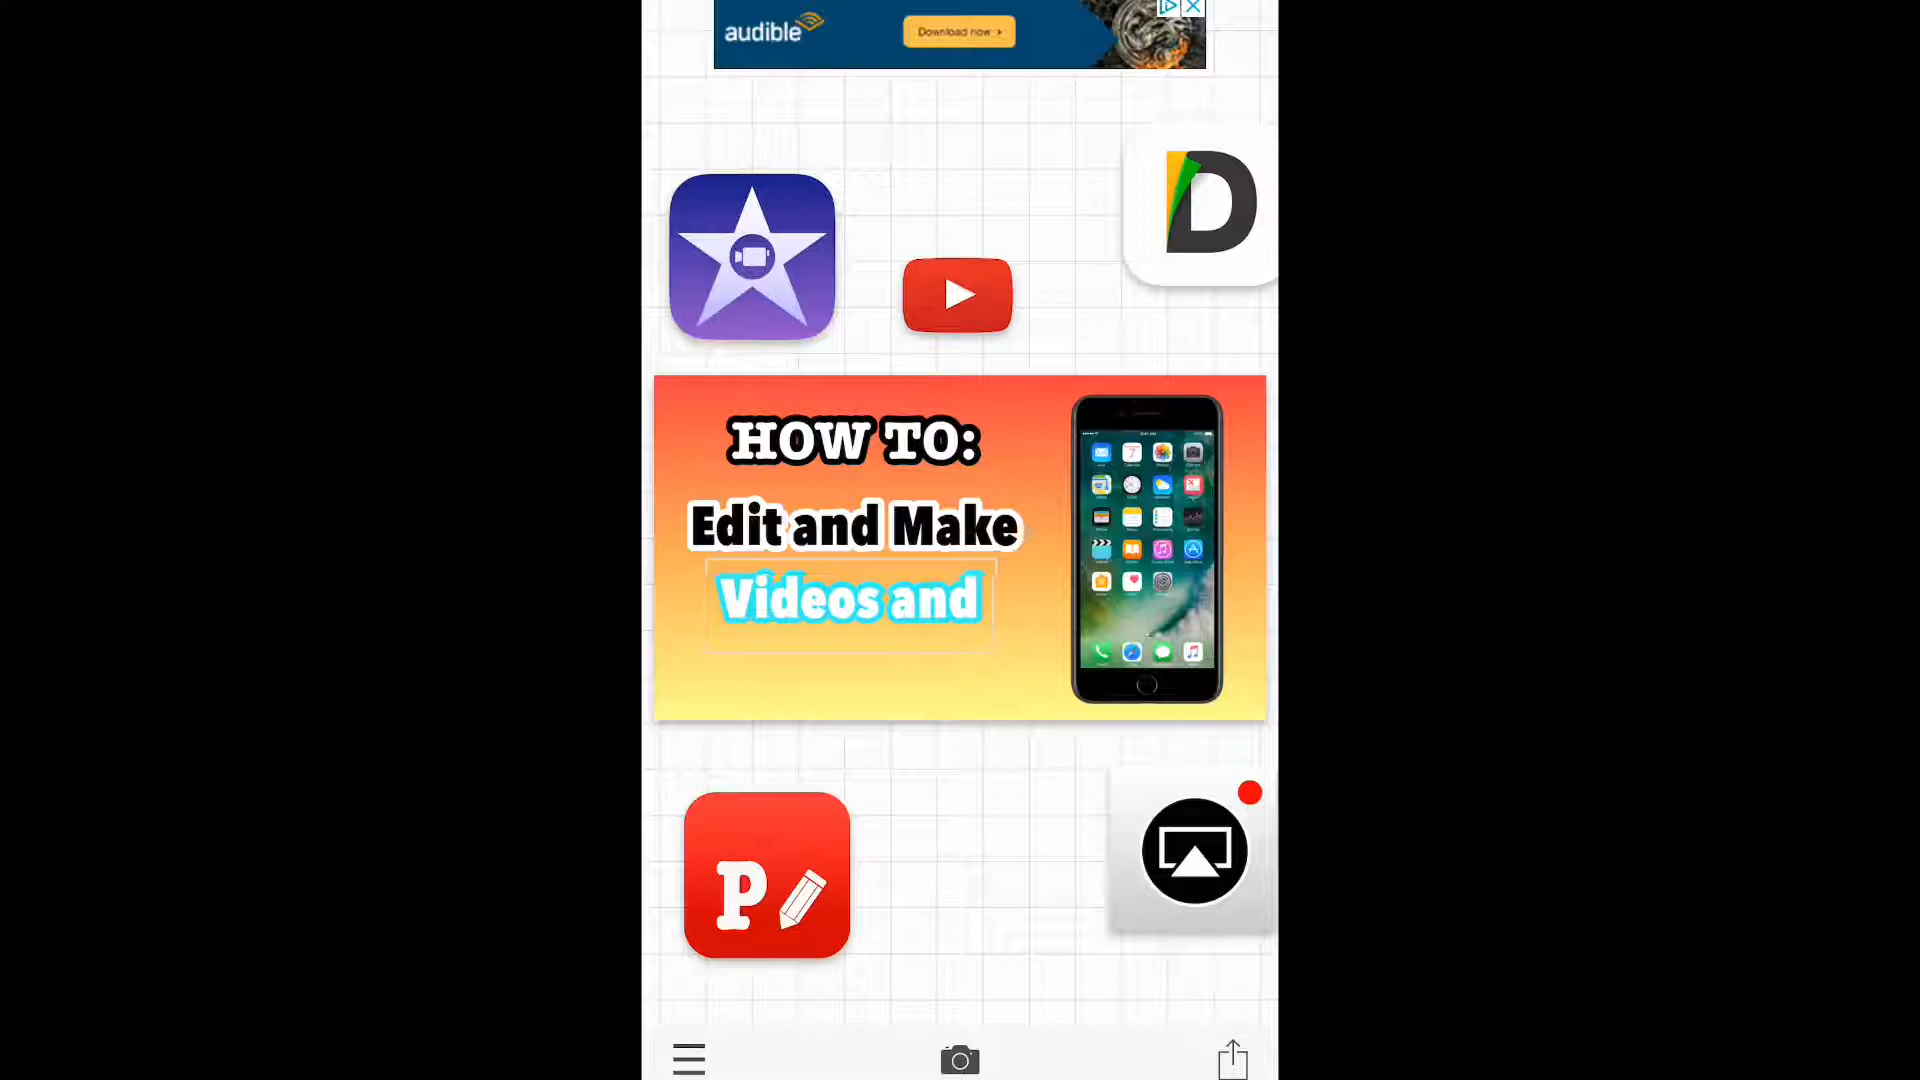 audible
Download now >
D
HOW TO:
Edit and Make
Videos and
P